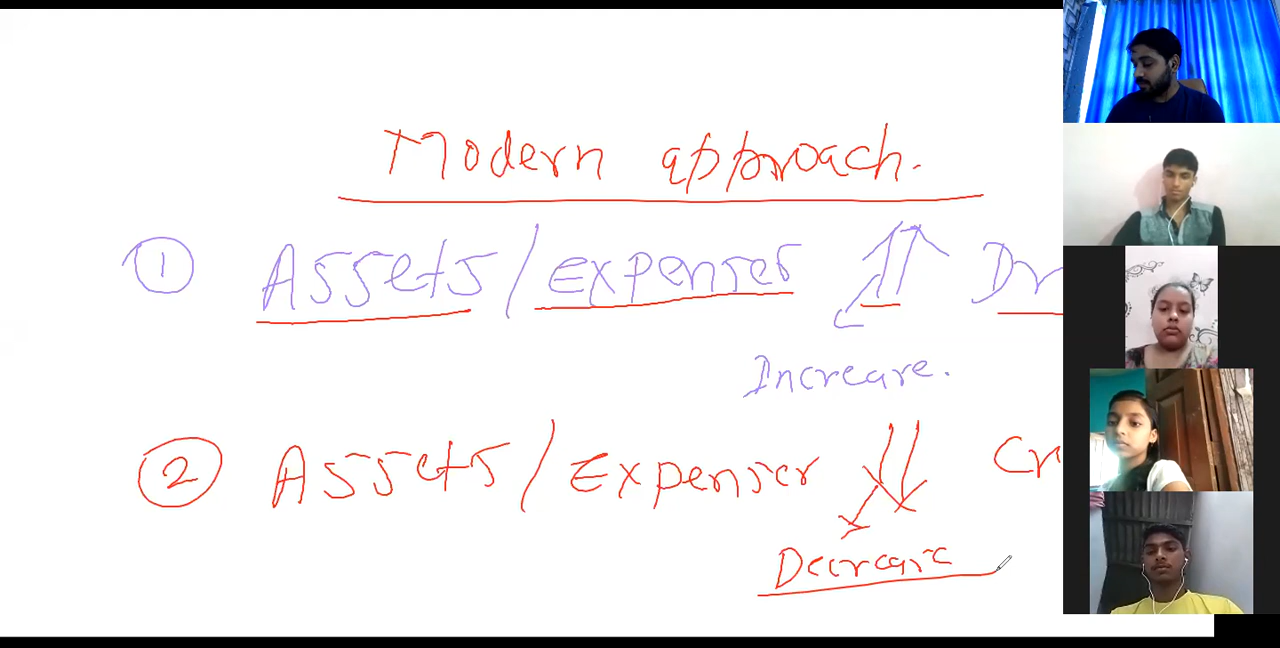 Modern approach.
1 Assets/Expenses Dr
Increase.
2 Assets/Expenses Cr
Decrease